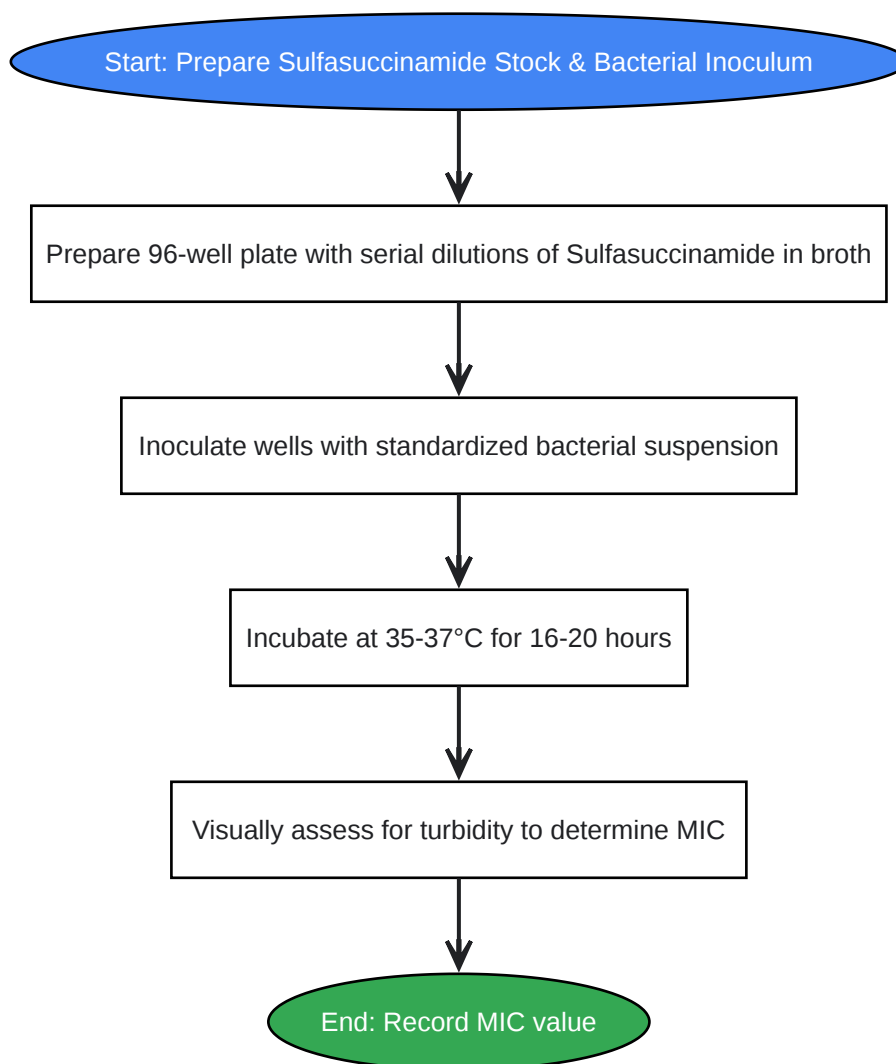 Start: Prepare Sulfasuccinamide Stock & Bacterial Inoculum
Prepare 96-well plate with serial dilutions of Sulfasuccinamide in broth
Inoculate wells with standardized bacterial suspension
Incubate at 35-37°C for 16-20 hours
Visually assess for turbidity to determine MIC
End: Record MIC value